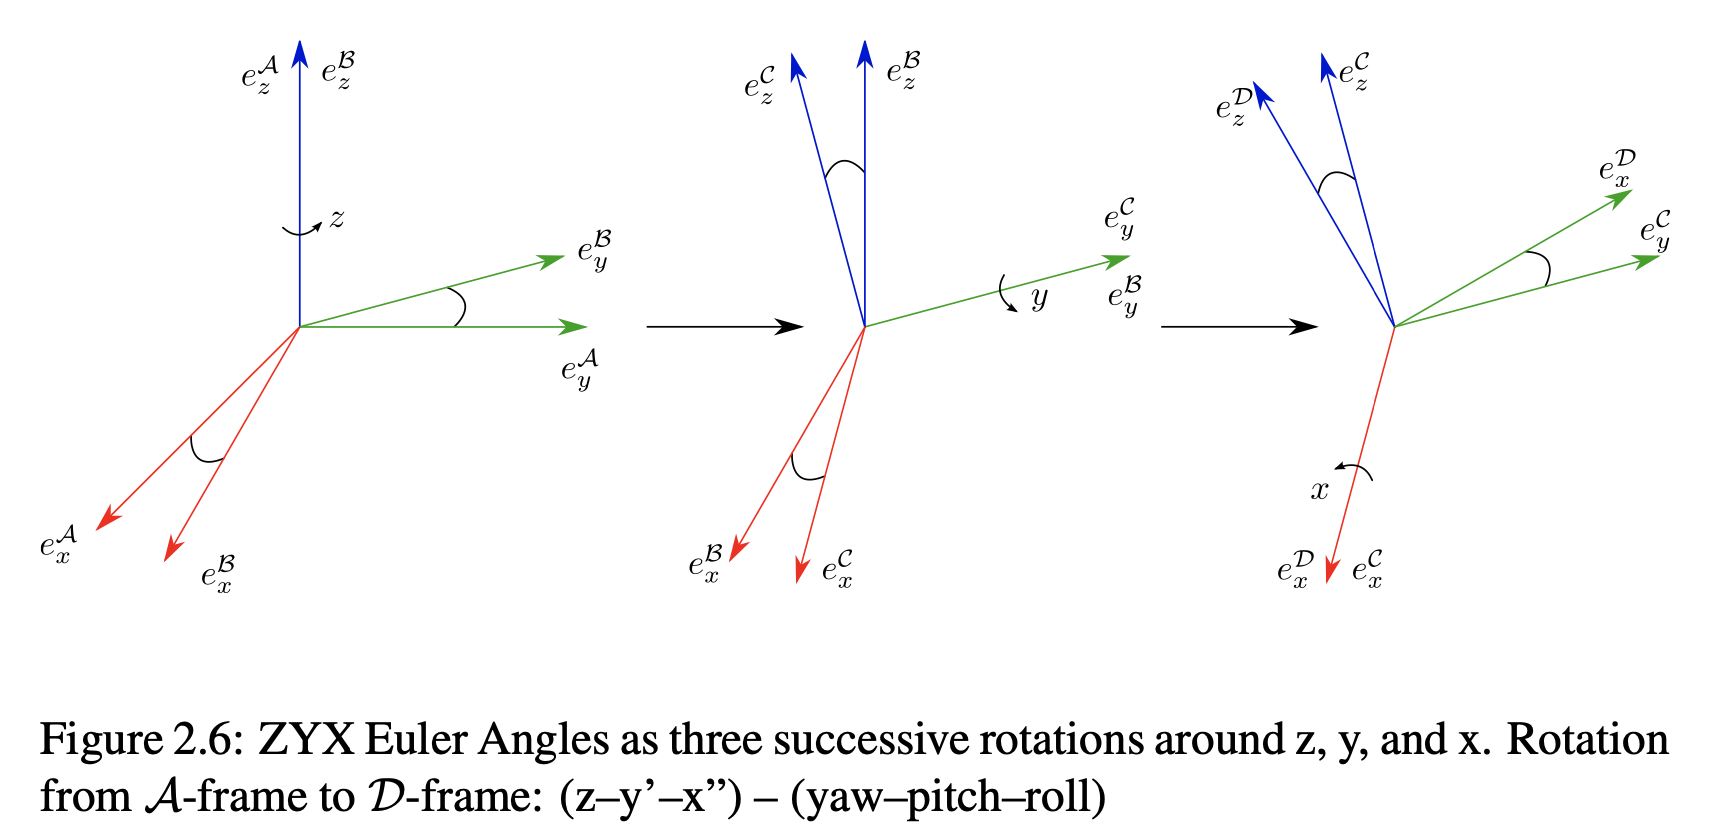 e_z^𝒜 e_z^ℬ
z
e_y^ℬ
e_y^𝒜
e_x^𝒜
e_x^ℬ
e_z^𝒞 e_z^ℬ
e_y^𝒞
y
e_y^ℬ
e_x^ℬ e_x^𝒞
e_z^𝒟 e_z^𝒞
e_x^𝒟
e_y^𝒞
x
e_x^𝒟 e_x^𝒞
Figure 2.6: ZYX Euler Angles as three successive rotations around z, y, and x. Rotation
from 𝒜-frame to 𝒟-frame: (z–y’–x”) – (yaw–pitch–roll)